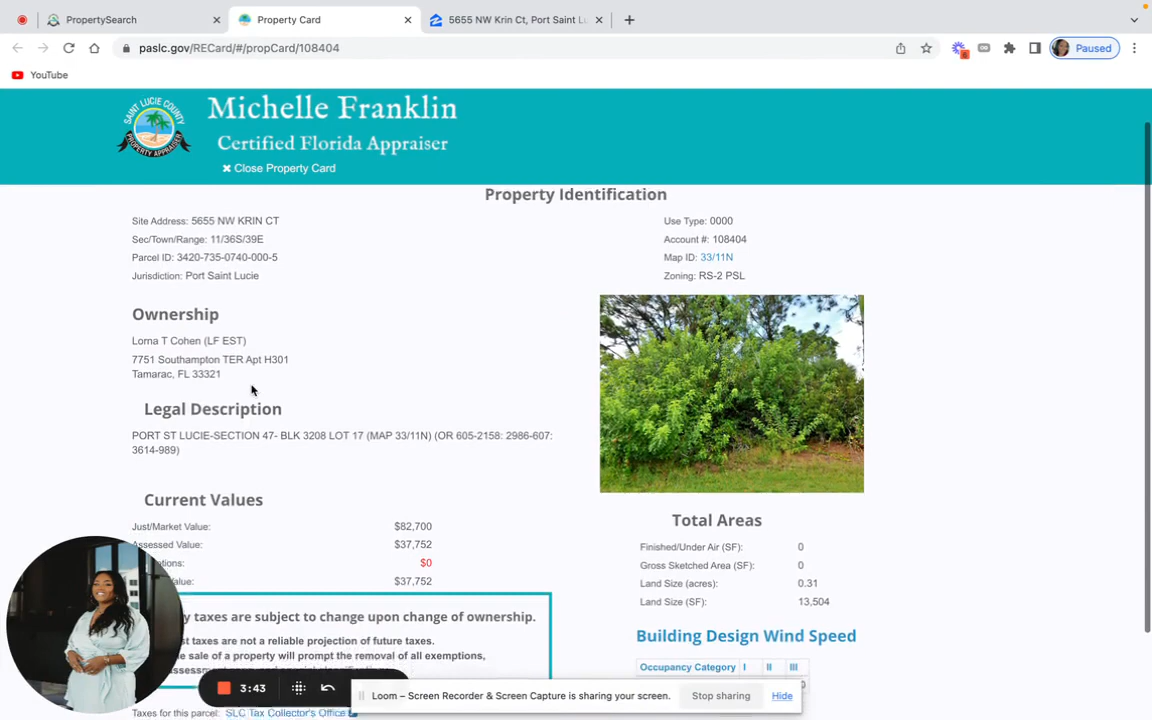 PropertySearch
Property Card
5655 NW Krin Ct, Port Saint Lu
paslc.gov/RECard/#/propCard/108404
Paused
YouTube
SAINT LUCIE COUNTY
PROPERTY APPRAISER
Michelle Franklin
Certified Florida Appraiser
✖ Close Property Card
Property Identification
Site Address: 5655 NW KRIN CT
Sec/Town/Range: 11/36S/39E
Parcel ID: 3420-735-0740-000-5
Jurisdiction: Port Saint Lucie
Use Type: 0000
Account #: 108404
Map ID: 33/11N
Zoning: RS-2 PSL
Ownership
Lorna T Cohen (LF EST)
7751 Southampton TER Apt H301
Tamarac, FL 33321
Legal Description
PORT ST LUCIE-SECTION 47- BLK 3208 LOT 17 (MAP 33/11N) (OR 605-2158: 2986-607:
3614-989)
Current Values
Just/Market Value: $82,700
Assessed Value: $37,752
$0
Value: $37,752
taxes are subject to change upon change of ownership.
taxes are not a reliable projection of future taxes.
sale of a property will prompt the removal of all exemptions,
Taxes for this parcel: SLC Tax Collector's Office
Total Areas
Finished/Under Air (SF): 0
Gross Sketched Area (SF): 0
Land Size (acres): 0.31
Land Size (SF): 13,504
Building Design Wind Speed
Occupancy Category I II III
3:43
Loom – Screen Recorder & Screen Capture is sharing your screen.
Stop sharing
Hide